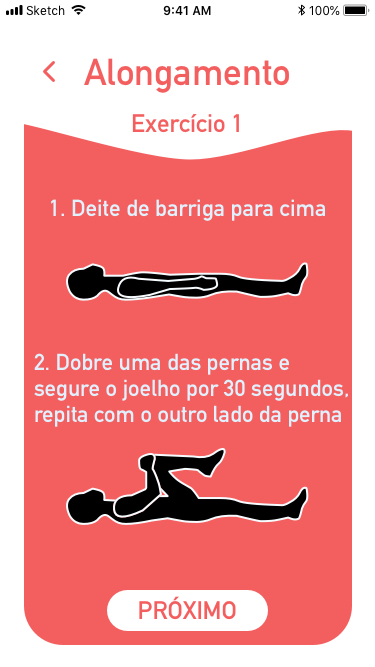 Sketch 9:41 AM 100%
Alongamento
Exercício 1
1. Deite de barriga para cima
2. Dobre uma das pernas e
segure o joelho por 30 segundos,
repita com o outro lado da perna
PRÓXIMO